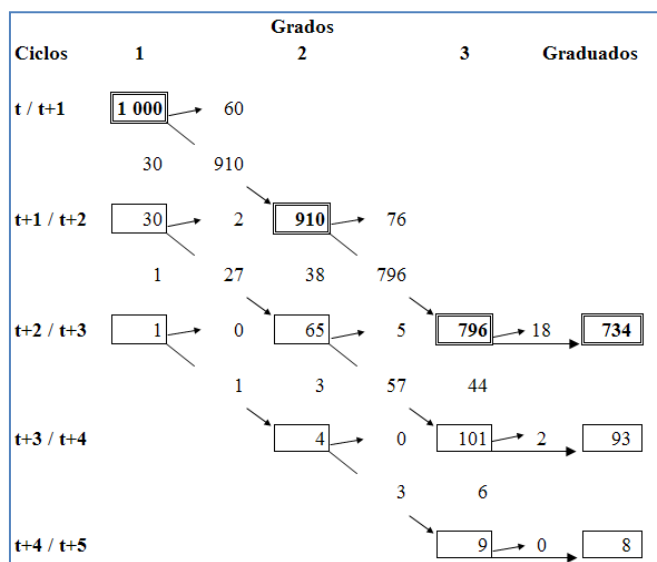 Grados
Ciclos 1 2 3 Graduados
t / t+1 1 000 60
30 910
t+1 / t+2 30 2 910 76
1 27 38 796
t+2 / t+3 1 0 65 5 796 18 734
1 3 57 44
t+3 / t+4 4 0 101 2 93
3 6
t+4 / t+5 9 0 8